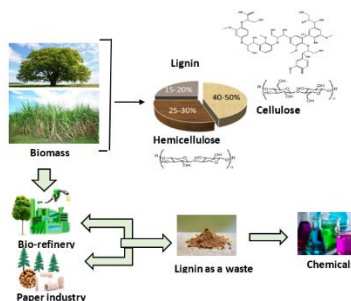 Lignin
15-20%
40-50%
25-30%
Cellulose
Hemicellulose
Biomass
Bio-refinery
Lignin as a waste
Chemical
Paper industry